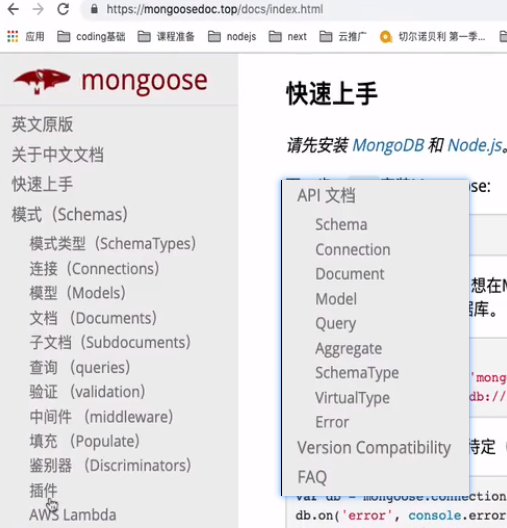 https://mongoosedoc.top/docs/index.html
应用 coding基础 课程准备 nodejs next 云推广 切尔诺贝利 第一季...
mongoose
英文原版
关于中文文档
快速上手
模式（Schemas）
模式类型（SchemaTypes）
连接（Connections）
模型（Models）
文档（Documents）
子文档（Subdocuments）
查询（queries）
验证（validation）
中间件（middleware）
填充（Populate）
鉴别器（Discriminators）
插件
AWS Lambda
快速上手
请先安装 MongoDB 和 Node.js。
API 文档
Schema
Connection
Document
Model
Query
Aggregate
SchemaType
VirtualType
Error
Version Compatibility
FAQ
想在M
据库。
'mong
db://
待定（
var db = mongoose.connection
db.on('error', console.error